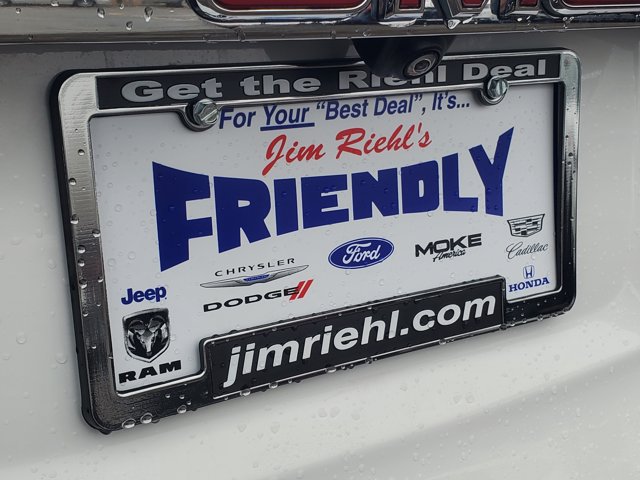 Get the Riehl Deal
For Your "Best Deal", It's...
Jim Riehl's
FRIENDLY
Jeep
CHRYSLER
DODGE
Ford
MOKE
America
Cadillac
HONDA
RAM
jimriehl.com